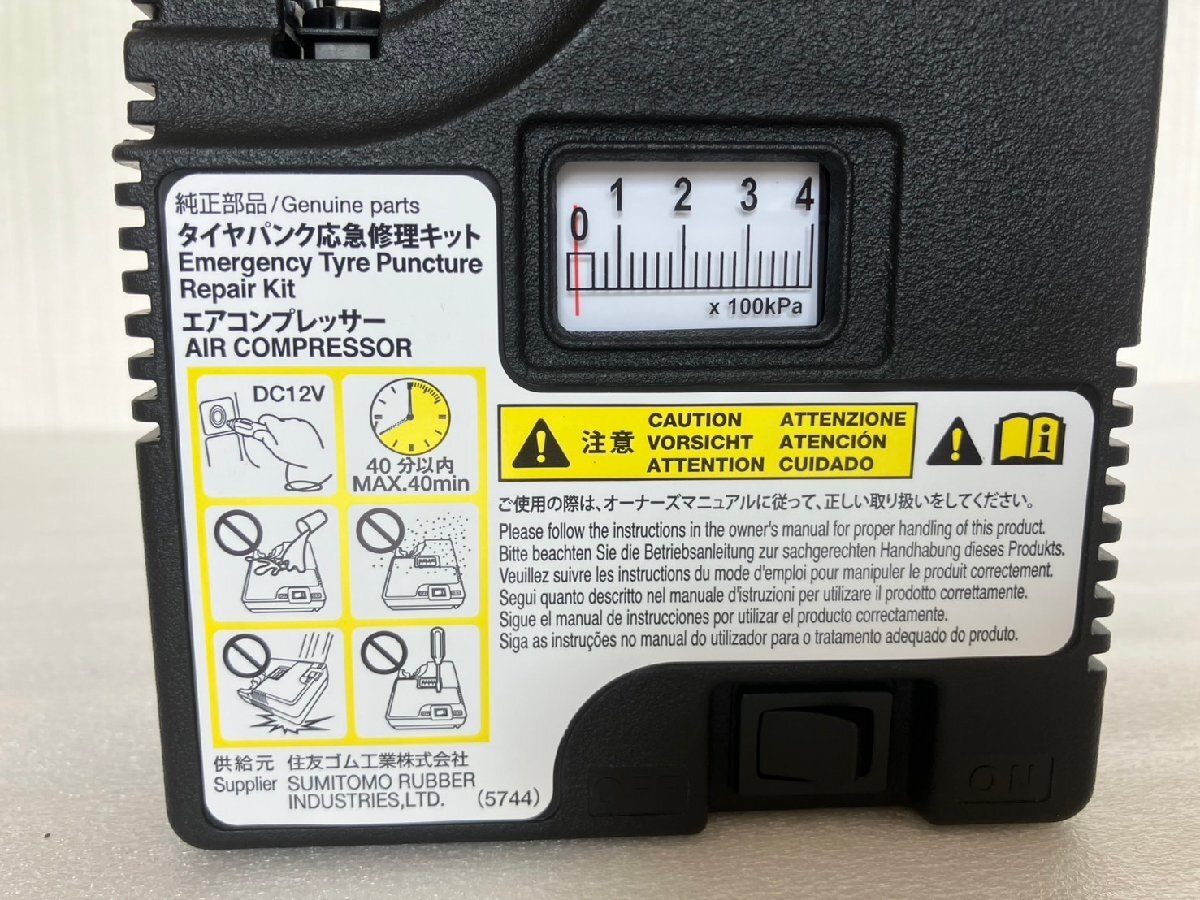 純正部品/Genuine parts
タイヤパンク応急修理キット
Emergency Tyre Puncture
Repair Kit
エアコンプレッサー
AIR COMPRESSOR
0 1 2 3 4
x 100kPa
DC12V
40分以内
MAX.40min
注意
CAUTION ATTENZIONE
VORSICHT ATENCIÓN
ATTENTION CUIDADO
ご使用の際は、オーナーズマニュアルに従って、正しい取り扱いをしてください。
Please follow the instructions in the owner's manual for proper handling of this product.
Bitte beachten Sie die Betriebsanleitung zur sachgerechten Handhabung dieses Produkts.
Veuillez suivre les instructions du mode d'emploi pour manipuler le produit correctement.
Segui quanto descritto nel manuale d'istruzioni per utilizzare il prodotto correttamente.
Sigue el manual de instrucciones por utilizar el producto correctamente.
Siga as instruções no manual do utilizador para o tratamento adequado do produto.
供給元 住友ゴム工業株式会社
Supplier SUMITOMO RUBBER
INDUSTRIES,LTD. (5744)
ON